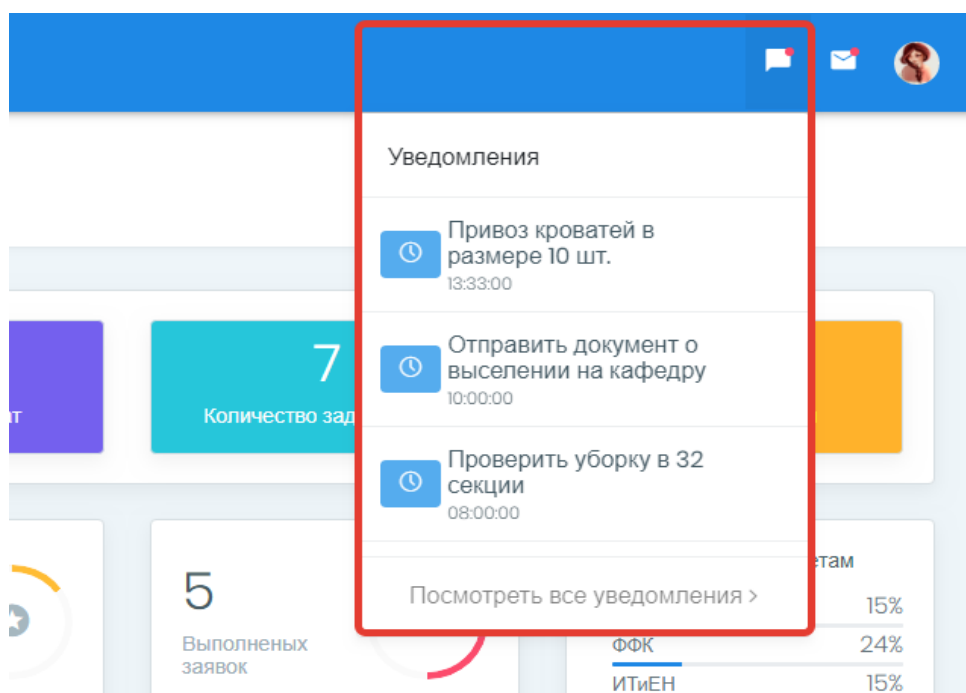 Уведомления
Привоз кроватей в
размере 10 шт.
13:33:00
Отправить документ о
выселении на кафедру
10:00:00
Проверить уборку в 32
секции
08:00:00
Посмотреть все уведомления >
7
Количество зад
5
Выполненых
заявок
15%
ФФК
24%
ИТиЕН
15%